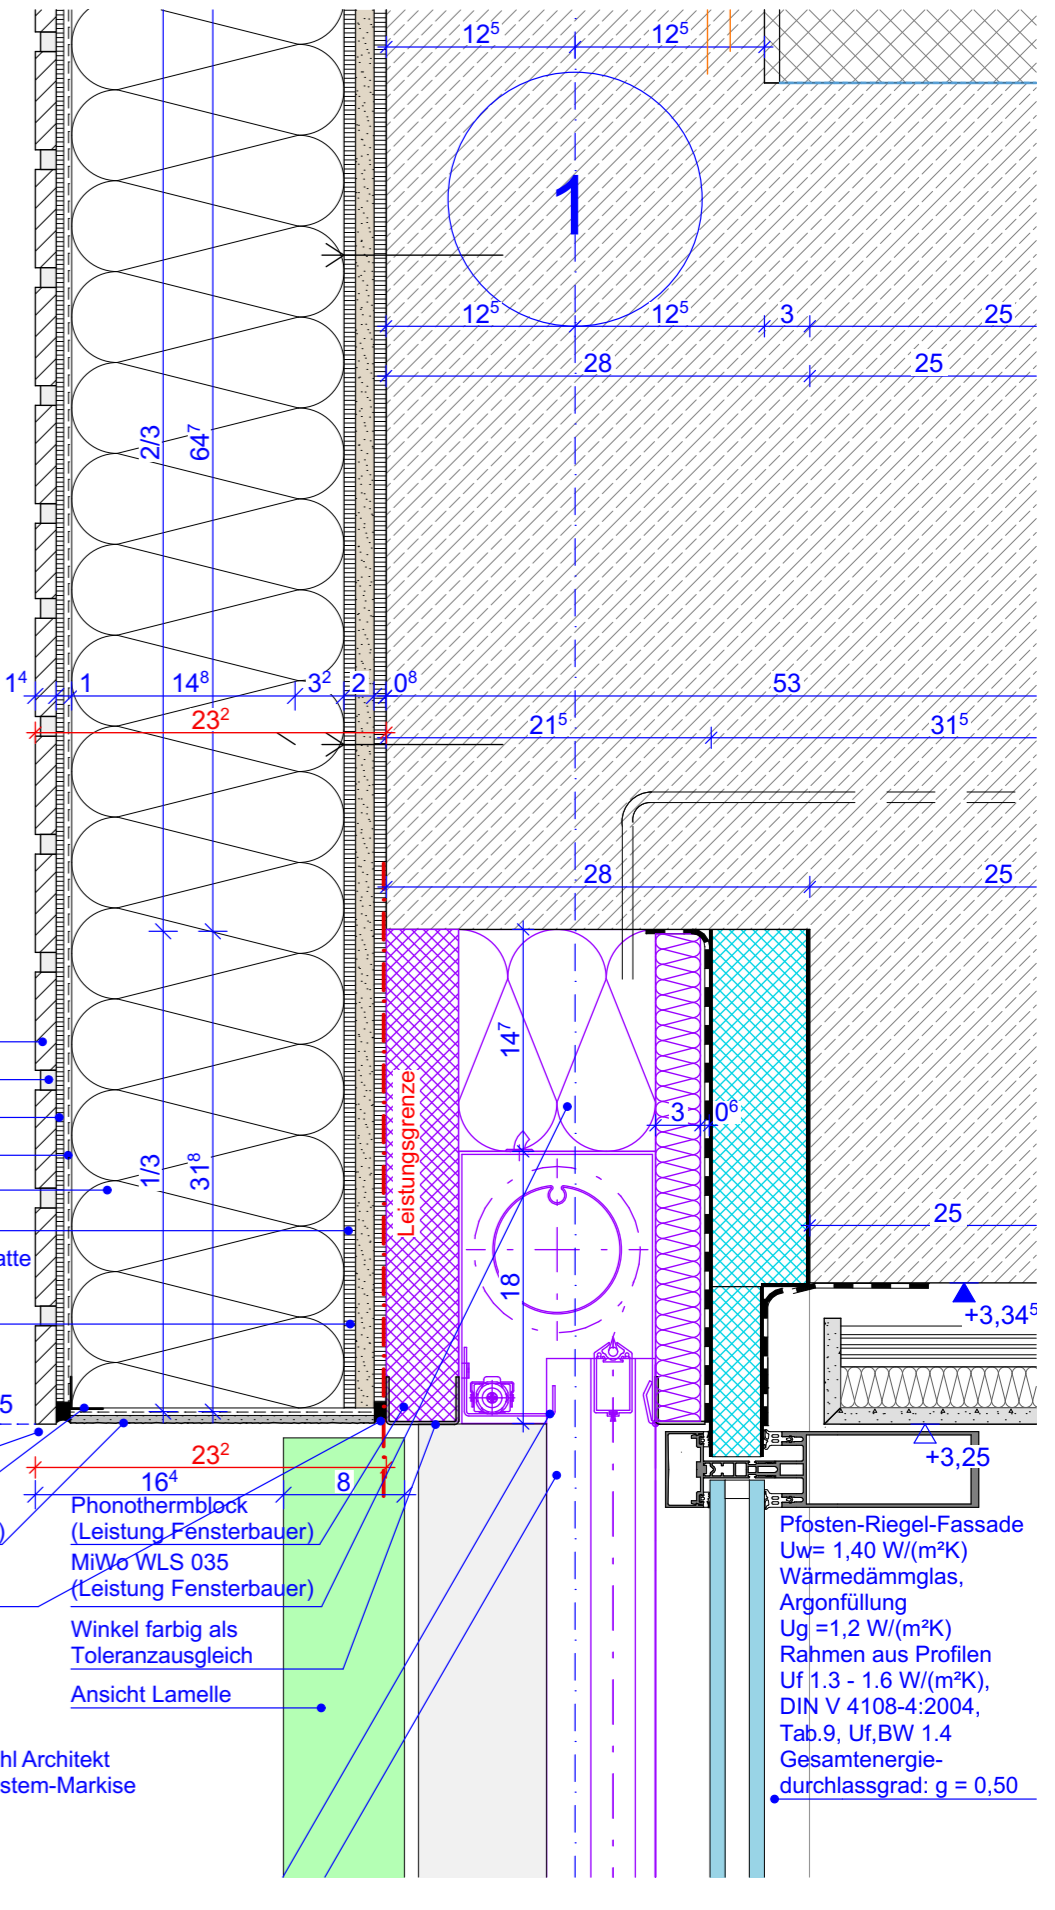 12⁵ 12⁵
1
12⁵ 12⁵ 3 25
28 25
2/3 64⁷
1⁴ 1 14⁸ 3² 2 0⁸ 53
23² 21⁵ 31⁵
28 25
14⁷
Leistungsgrenze
3 0⁶
1/3 31⁸
18
25
atte
+3,34⁵
5
+3,25
23²
16⁴ 8
)
Phonothermblock
(Leistung Fensterbauer)
MiWo WLS 035
(Leistung Fensterbauer)
Winkel farbig als
Toleranzausgleich
Ansicht Lamelle
hl Architekt
stem-Markise
Pfosten-Riegel-Fassade
Uw= 1,40 W/(m²K)
Wärmedämmglas,
Argonfüllung
Ug =1,2 W/(m²K)
Rahmen aus Profilen
Uf 1.3 - 1.6 W/(m²K),
DIN V 4108-4:2004,
Tab.9, Uf,BW 1.4
Gesamtenergie-
durchlassgrad: g = 0,50